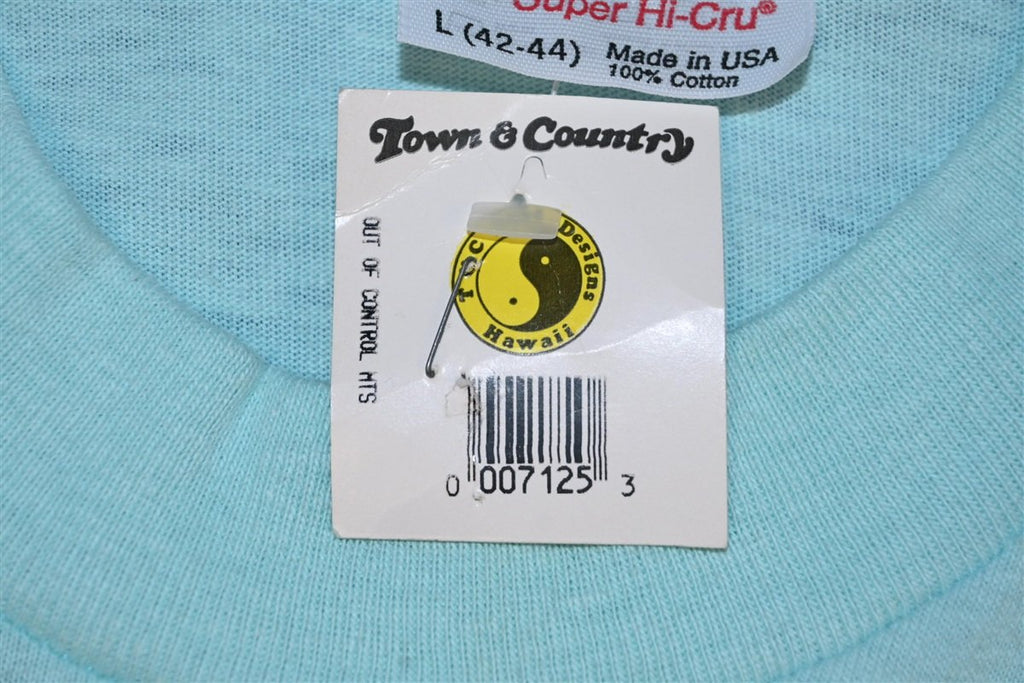 Super Hi-Cru®
L (42-44)
Made in USA
100% Cotton
Town & Country
OUT OF CONTROL MTS
T&C Designs
Hawaii
0 007125 3